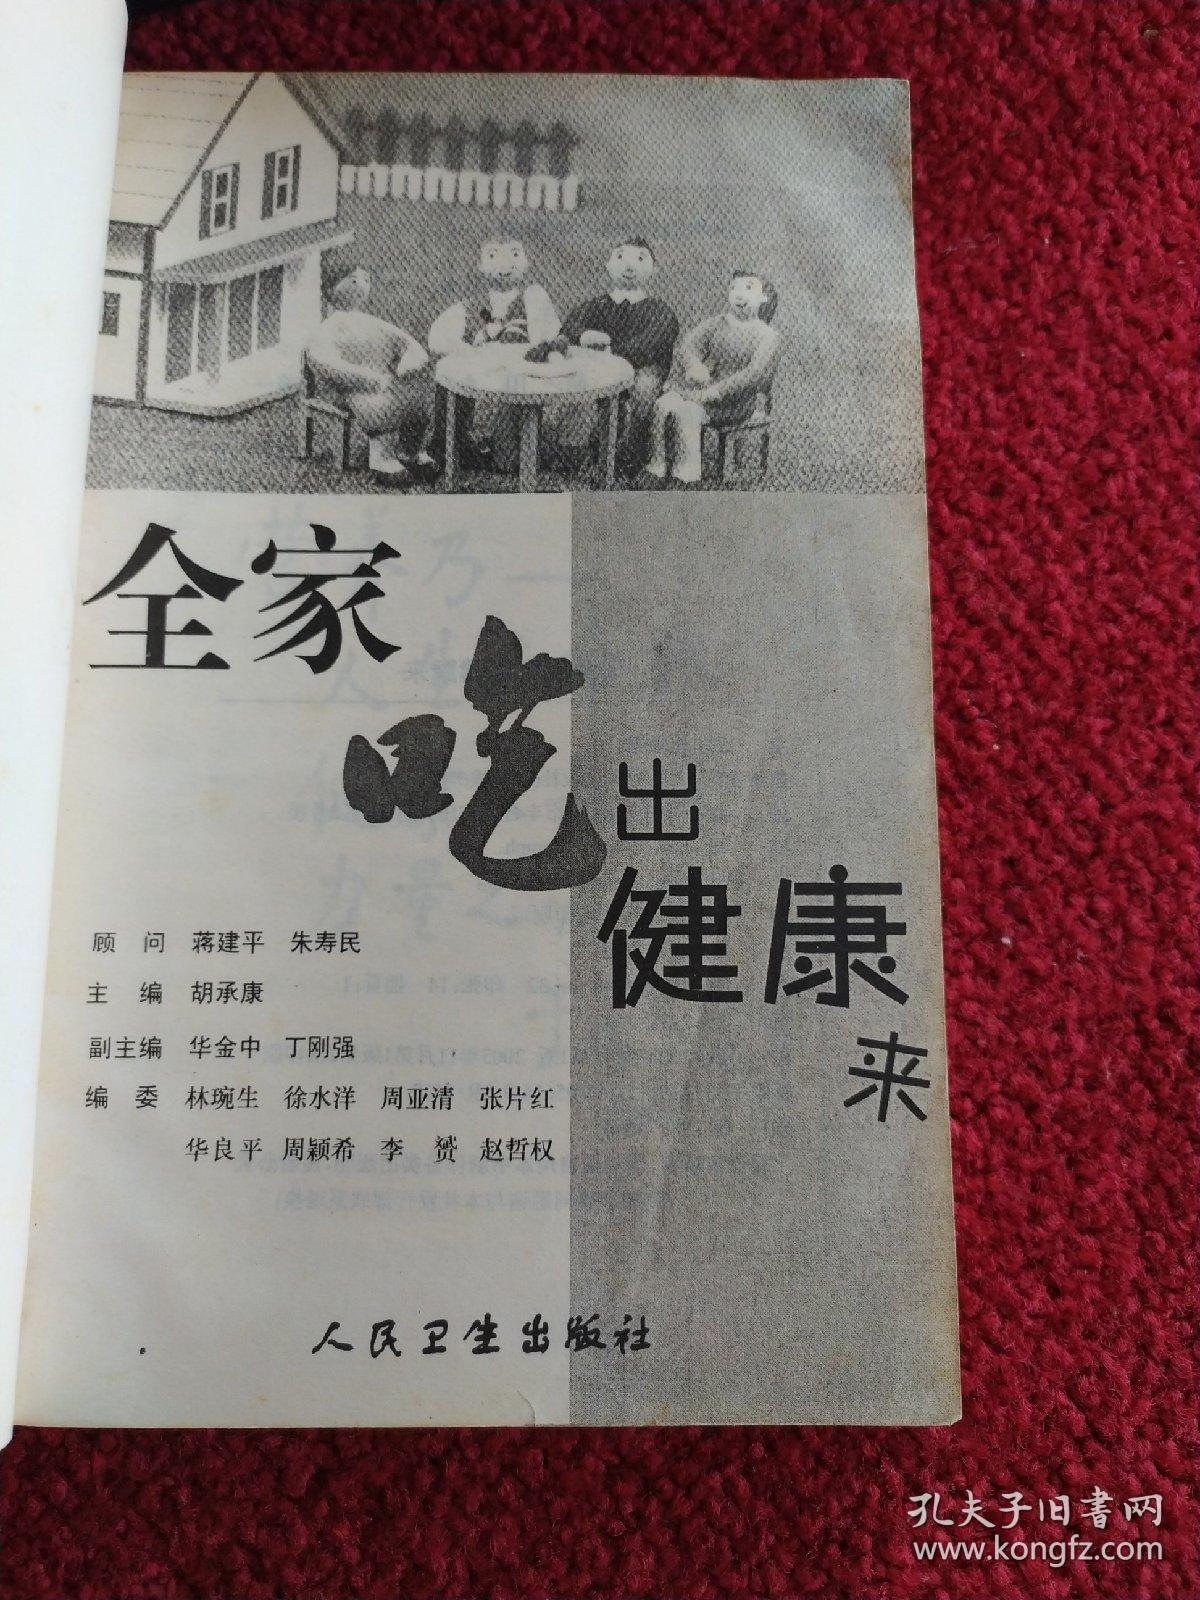 全家
吃
出
健康
来
顾 问 蒋建平 朱寿民
主 编 胡承康
副主编 华金中 丁刚强
编 委 林琬生 徐水洋 周亚清 张片红
华良平 周颖希 李 赟 赵哲权
人民卫生出版社
孔夫子旧书网
www.kongfz.com